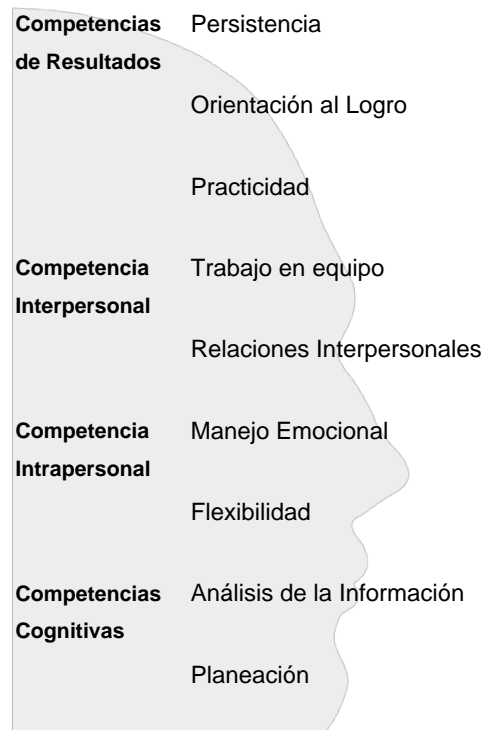 Competencias Persistencia
de Resultados
Orientación al Logro
Practicidad
Competencia Trabajo en equipo
Interpersonal
Relaciones Interpersonales
Competencia Manejo Emocional
Intrapersonal
Flexibilidad
Competencias Análisis de la Información
Cognitivas
Planeación